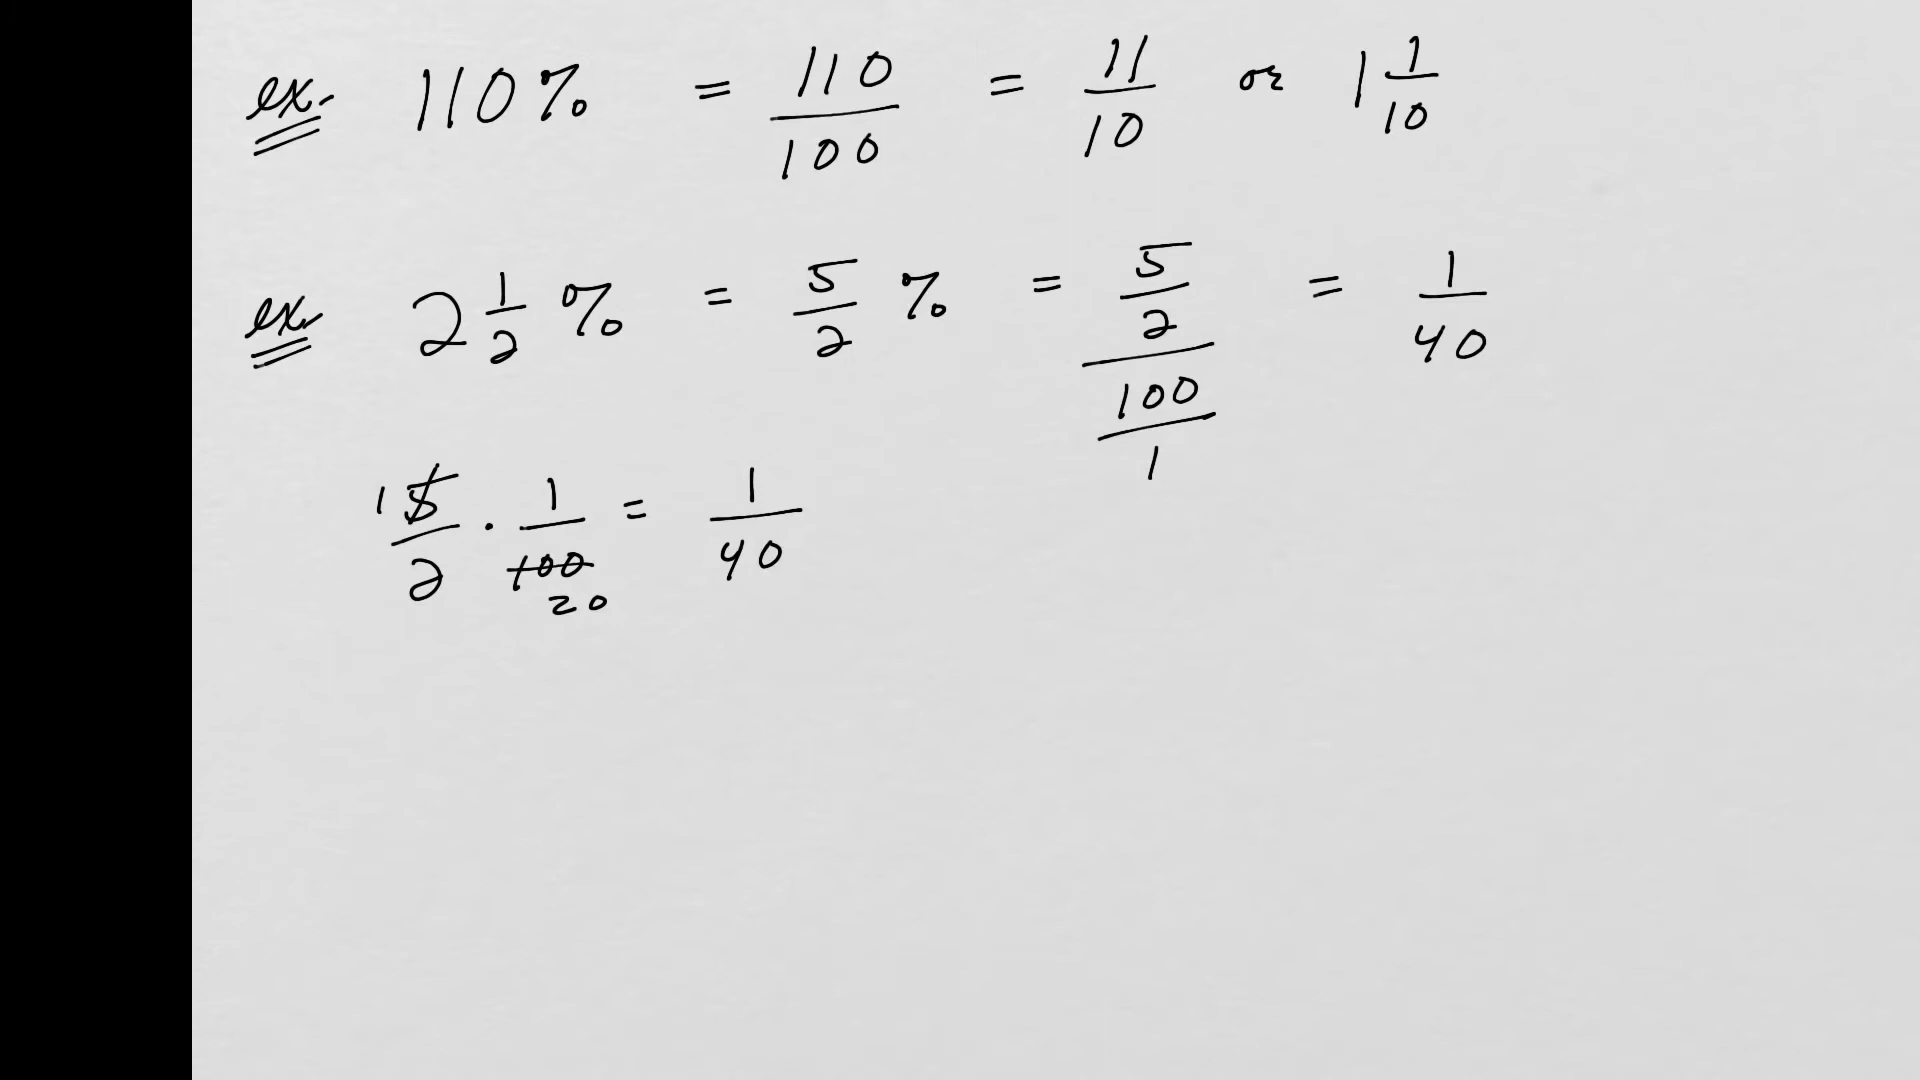 ex. 110% = 110/100 = 11/10 or 1 1/10
ex. 2 1/2 % = 5/2 % = 5/2 / 100/1 = 1/40
1 5/2 · 1/100 20 = 1/40